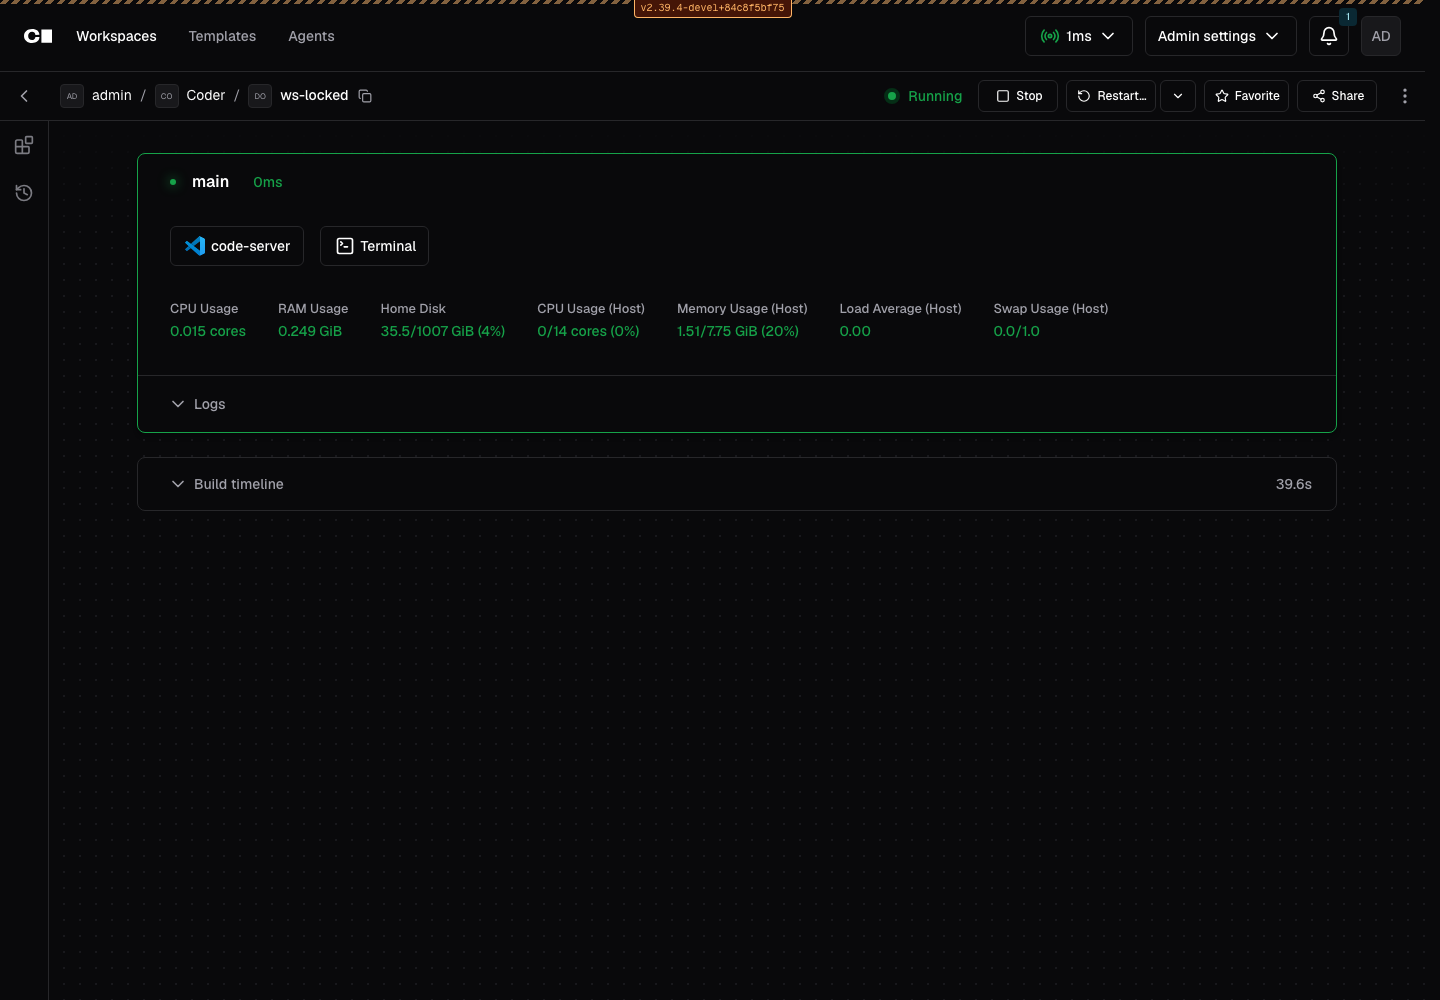 v2.39.4-devel+84c8f5bf75
Workspaces Templates Agents
1ms
Admin settings
1
AD
AD admin / CO Coder / DO ws-locked
Running
Stop
Restart...
Favorite
Share
main 0ms
code-server
Terminal
CPU Usage
0.015 cores
RAM Usage
0.249 GiB
Home Disk
35.5/1007 GiB (4%)
CPU Usage (Host)
0/14 cores (0%)
Memory Usage (Host)
1.51/7.75 GiB (20%)
Load Average (Host)
0.00
Swap Usage (Host)
0.0/1.0
Logs
Build timeline 39.6s